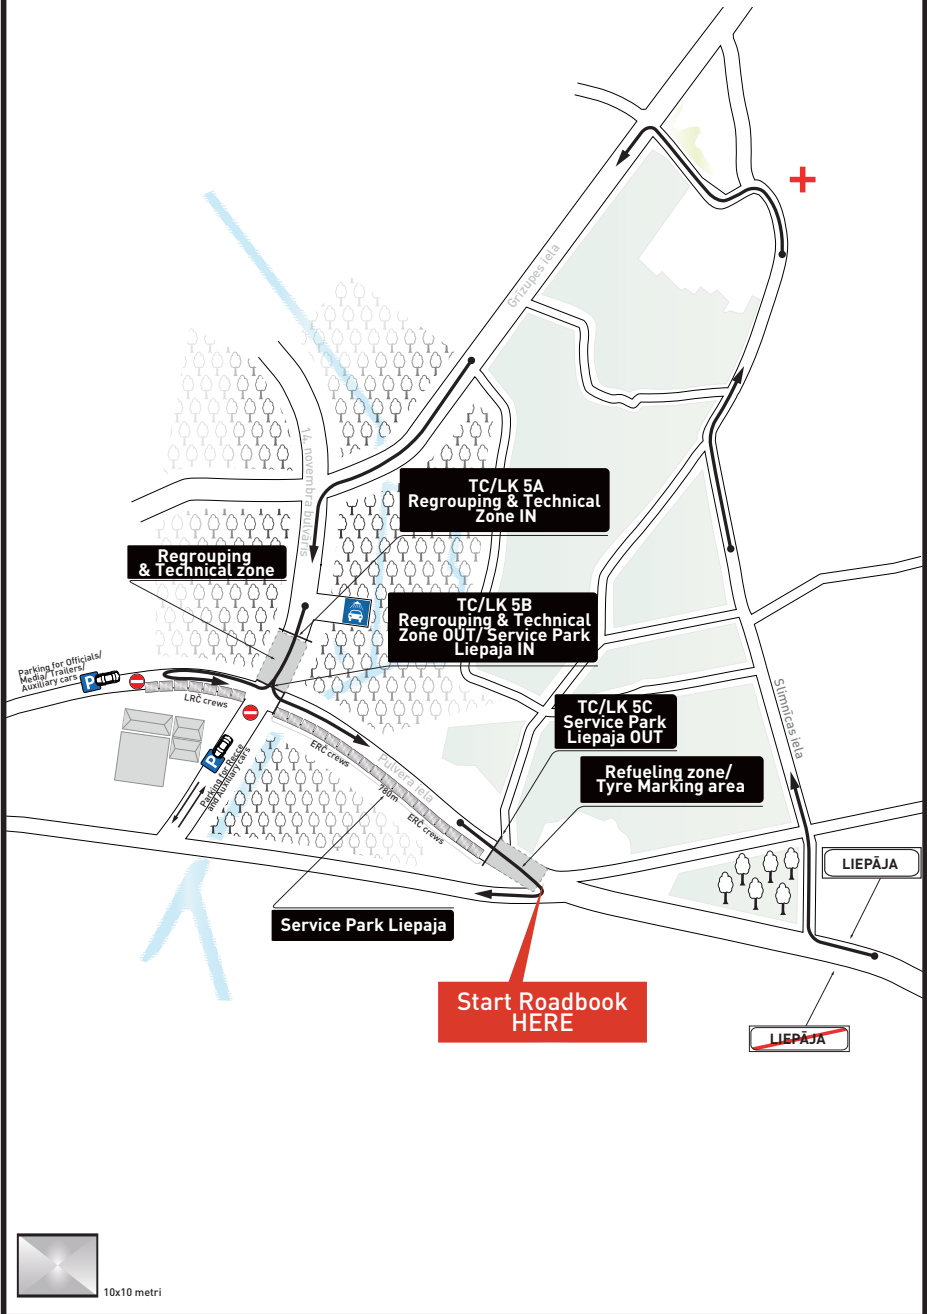 Grīzupes iela
14. novembra bulvāris
TC/LK 5A
Regrouping & Technical
Zone IN
Regrouping
& Technical zone
TC/LK 5B
Regrouping & Technical
Zone OUT/ Service Park
Liepaja IN
Parking for Officials/
Media/ Trailers/
Auxiliary cars
P
LRČ crews
P
Parking for Recce
and Auxiliary cars
ERČ crews
Pulvera iela
780m
ERČ crews
TC/LK 5C
Service Park
Liepaja OUT
Refueling zone/
Tyre Marking area
Slimnīcas iela
LIEPĀJA
Service Park Liepaja
Start Roadbook
HERE
LIEPĀJA
10x10 metri